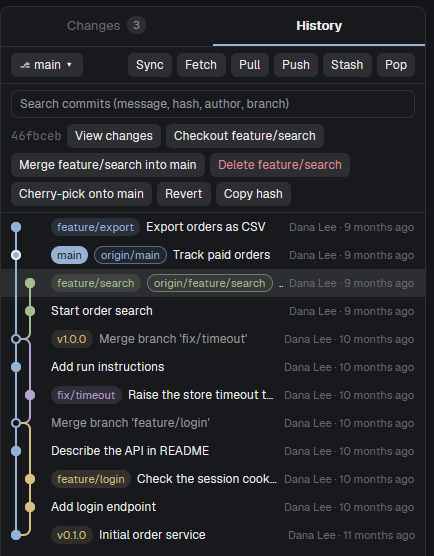 Changes 3 History
main Sync Fetch Pull Push Stash Pop
Search commits (message, hash, author, branch)
46fbceb View changes Checkout feature/search
Merge feature/search into main Delete feature/search
Cherry-pick onto main Revert Copy hash
feature/export Export orders as CSV Dana Lee · 9 months ago
main origin/main Track paid orders Dana Lee · 9 months ago
feature/search origin/feature/search .. Dana Lee · 9 months ago
Start order search Dana Lee · 9 months ago
v1.0.0 Merge branch 'fix/timeout' Dana Lee · 10 months ago
Add run instructions Dana Lee · 10 months ago
fix/timeout Raise the store timeout t... Dana Lee · 10 months ago
Merge branch 'feature/login' Dana Lee · 10 months ago
Describe the API in README Dana Lee · 10 months ago
feature/login Check the session cook... Dana Lee · 10 months ago
Add login endpoint Dana Lee · 10 months ago
v0.1.0 Initial order service Dana Lee · 11 months ago